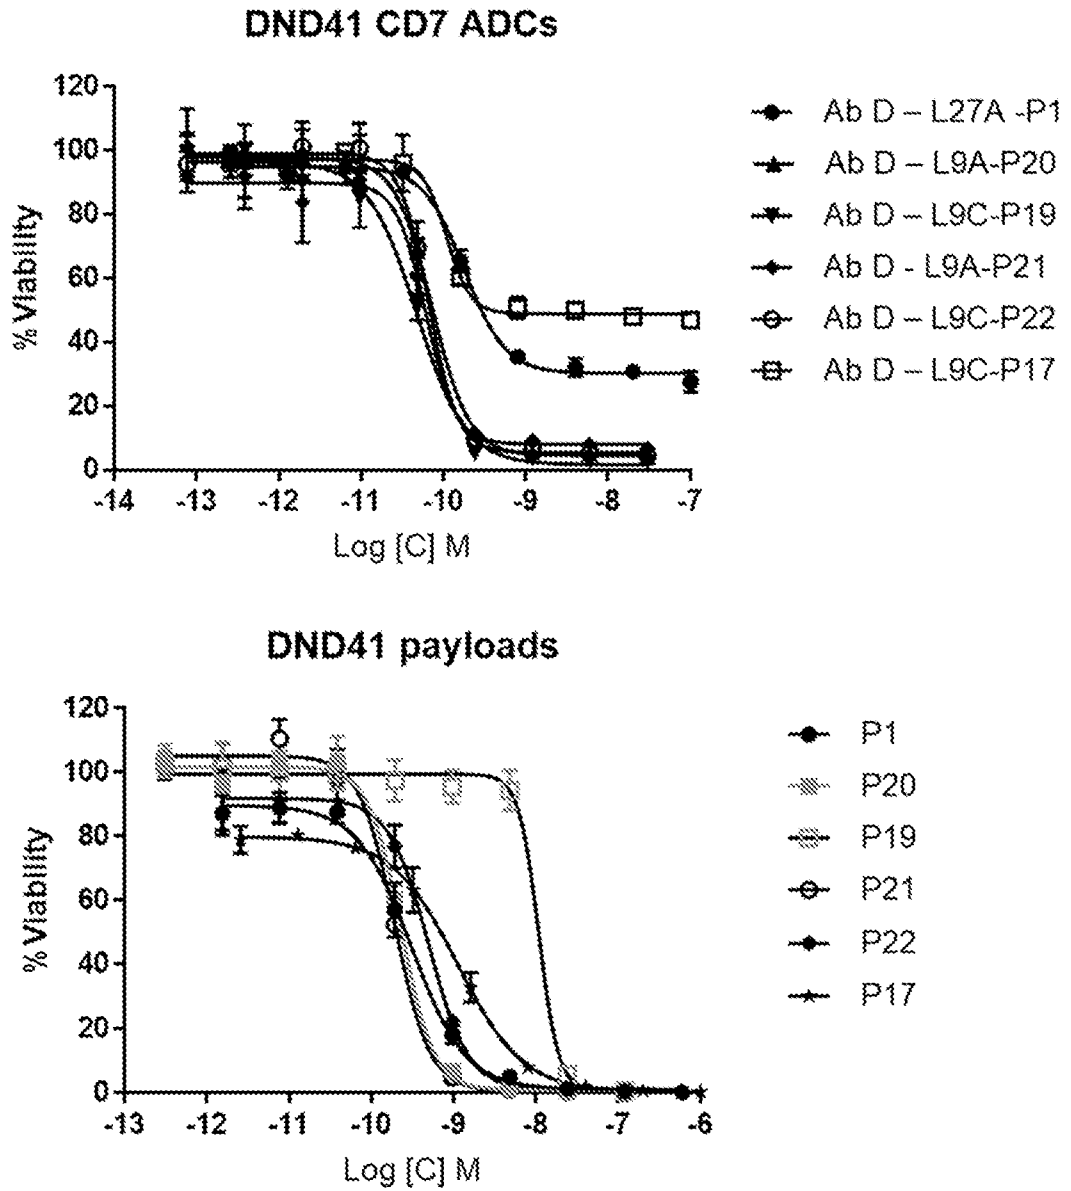 DND41 CD7 ADCs
120
100
80
60
40
20
0
% Viability
-14 -13 -12 -11 -10 -9 -8 -7
Log [C] M
Ab D – L27A -P1
Ab D – L9A-P20
Ab D – L9C-P19
Ab D - L9A-P21
Ab D – L9C-P22
Ab D – L9C-P17
DND41 payloads
120
100
80
60
40
20
0
% Viability
-13 -12 -11 -10 -9 -8 -7 -6
Log [C] M
P1
P20
P19
P21
P22
P17